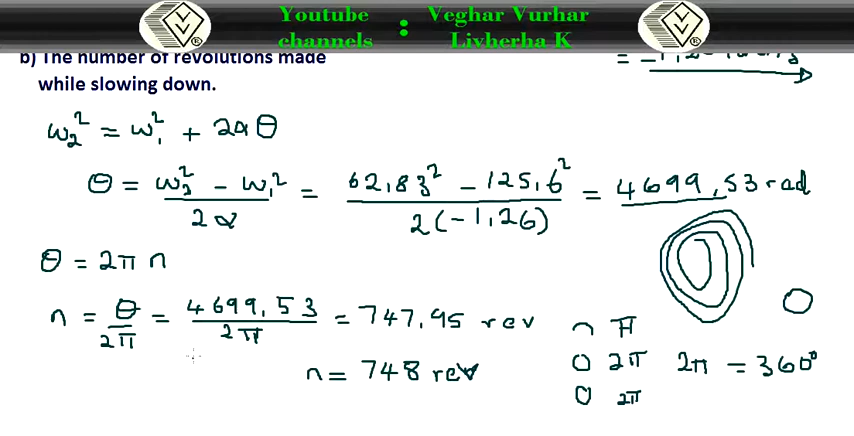 Youtube channels : Veghar Vurhar Livherha K
b) The number of revolutions made
while slowing down.
ω₂² = ω₁² + 2αθ
θ = (ω₂² - ω₁²) / 2α = (62,83² - 125,6²) / 2(-1,26) = 4699,53 rad
θ = 2π n
n = θ / 2π = 4699,53 / 2π = 747,95 rev
n = 748 rev
π
0 2π 2π = 360°
0 2π